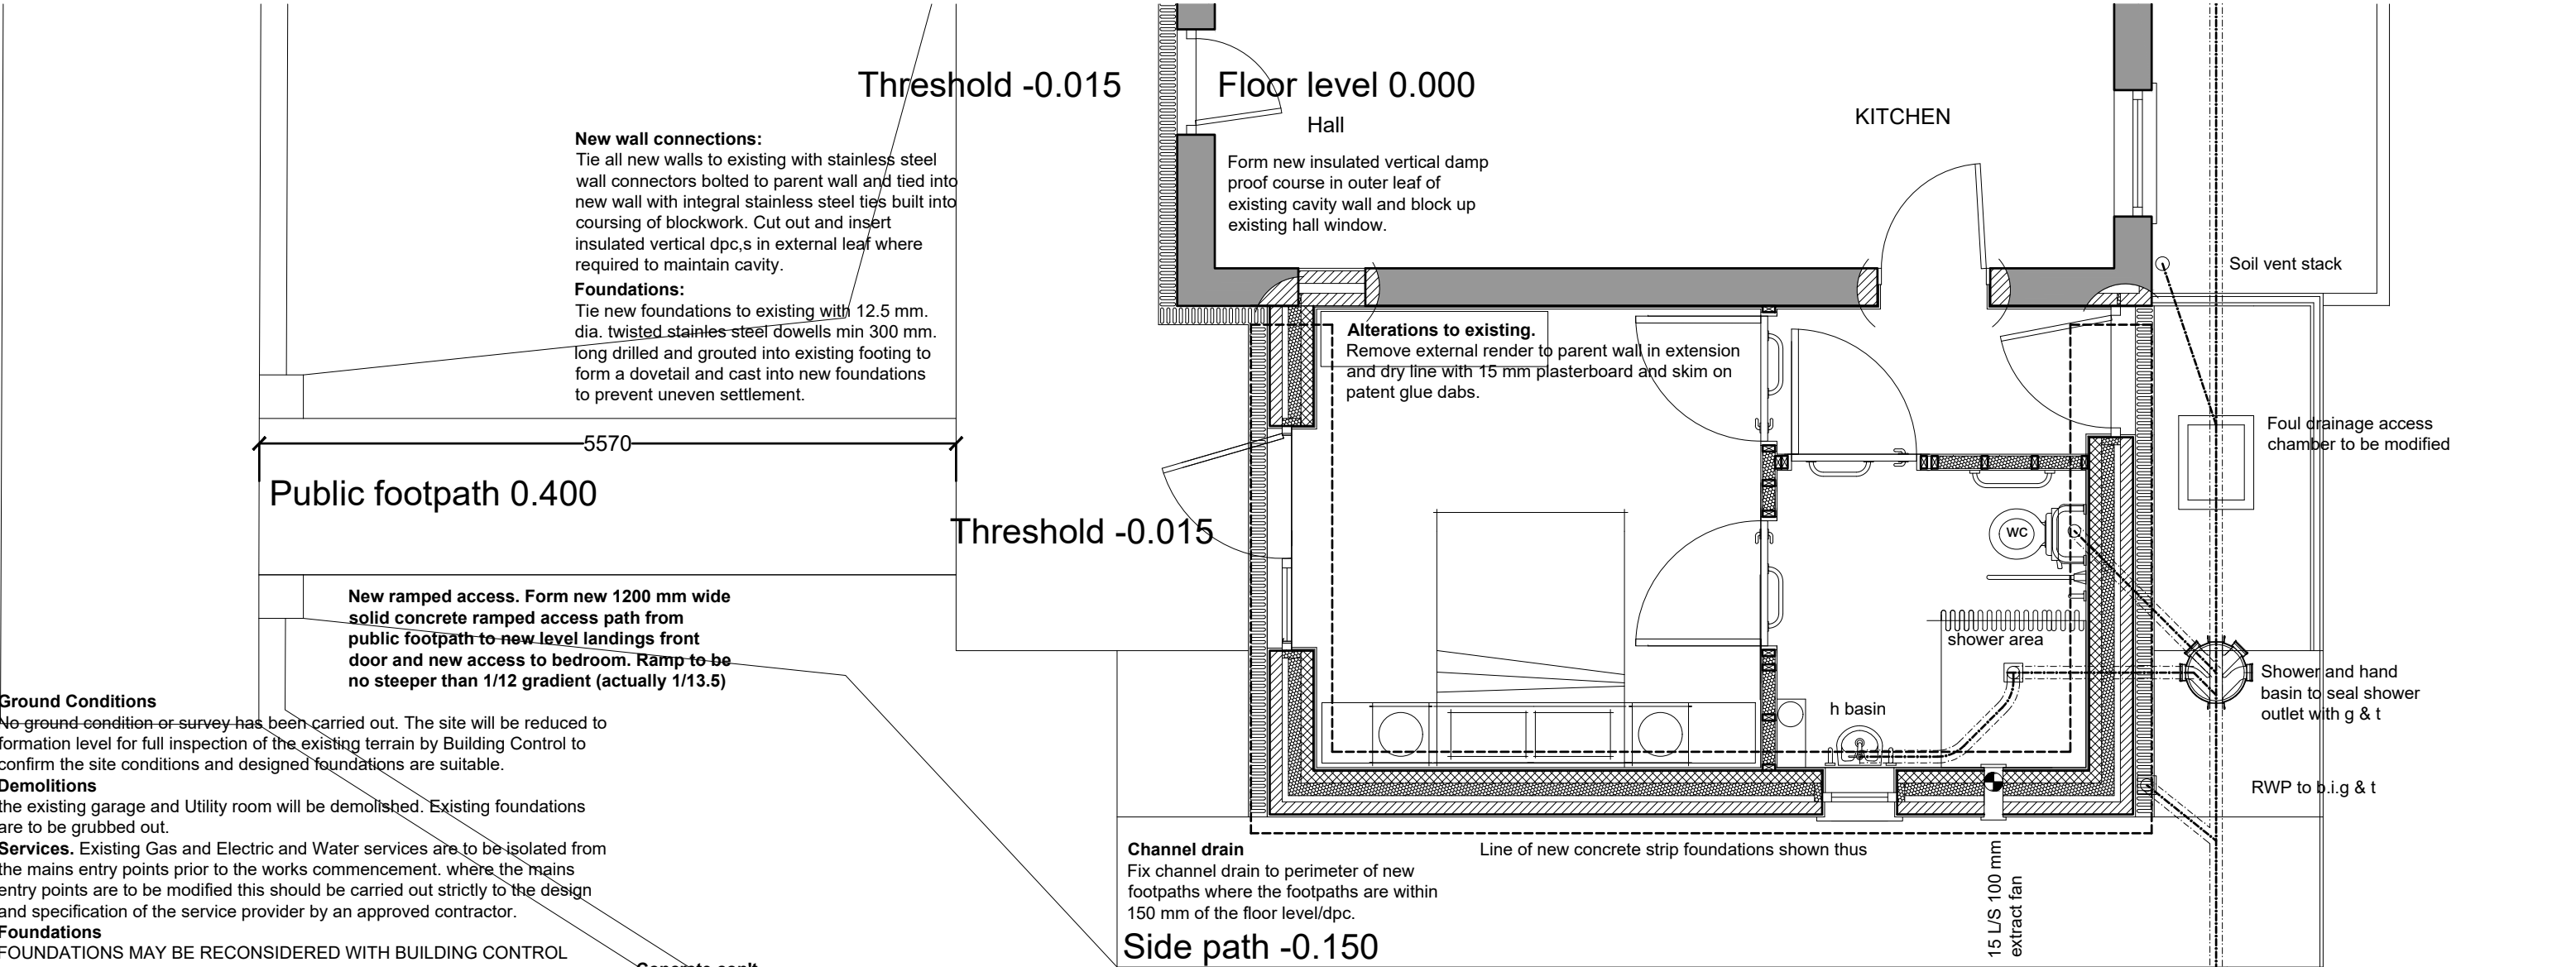 Threshold -0.015
Floor level 0.000
Hall
KITCHEN
New wall connections:
Tie all new walls to existing with stainless steel
wall connectors bolted to parent wall and tied into
new wall with integral stainless steel ties built into
coursing of blockwork. Cut out and insert
insulated vertical dpc,s in external leaf where
required to maintain cavity.
Foundations:
Tie new foundations to existing with 12.5 mm.
dia. twisted stainles steel dowells min 300 mm.
long drilled and grouted into existing footing to
form a dovetail and cast into new foundations
to prevent uneven settlement.
Form new insulated vertical damp
proof course in outer leaf of
existing cavity wall and block up
existing hall window.
Soil vent stack
Alterations to existing.
Remove external render to parent wall in extension
and dry line with 15 mm plasterboard and skim on
patent glue dabs.
Foul drainage access
chamber to be modified
5570
Public footpath 0.400
Threshold -0.015
WC
New ramped access. Form new 1200 mm wide
solid concrete ramped access path from
public footpath to new level landings front
door and new access to bedroom. Ramp to be
no steeper than 1/12 gradient (actually 1/13.5)
shower area
Shower and hand
basin to seal shower
outlet with g & t
h basin
RWP to b.i.g & t
Ground Conditions
No ground condition or survey has been carried out. The site will be reduced to
formation level for full inspection of the existing terrain by Building Control to
confirm the site conditions and designed foundations are suitable.
Demolitions
the existing garage and Utility room will be demolished. Existing foundations
are to be grubbed out.
Services. Existing Gas and Electric and Water services are to be isolated from
the mains entry points prior to the works commencement. where the mains
entry points are to be modified this should be carried out strictly to the design
and specification of the service provider by an approved contractor.
Foundations
FOUNDATIONS MAY BE RECONSIDERED WITH BUILDING CONTROL
Channel drain
Fix channel drain to perimeter of new
footpaths where the footpaths are within
150 mm of the floor level/dpc.
Side path -0.150
Line of new concrete strip foundations shown thus
15 L/S 100 mm
extract fan